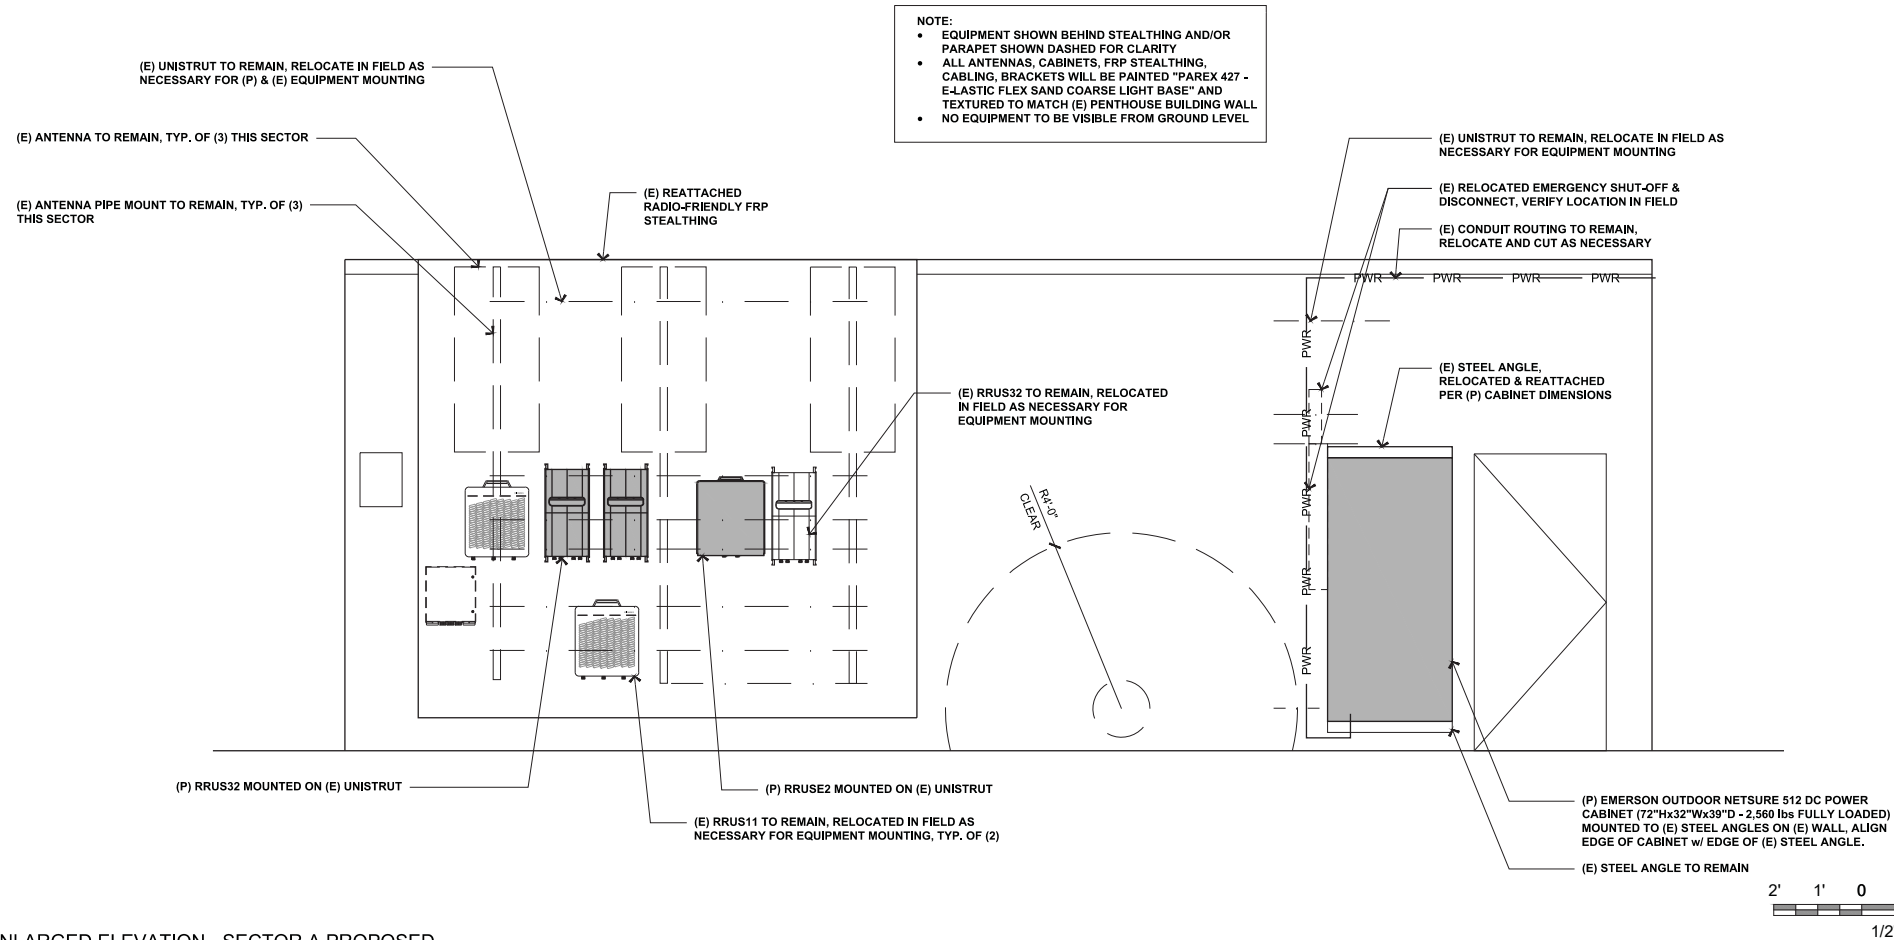 NOTE:
• EQUIPMENT SHOWN BEHIND STEALTHING AND/OR
PARAPET SHOWN DASHED FOR CLARITY
• ALL ANTENNAS, CABINETS, FRP STEALTHING,
CABLING, BRACKETS WILL BE PAINTED "PAREX 427 -
E-LASTIC FLEX SAND COARSE LIGHT BASE" AND
TEXTURED TO MATCH (E) PENTHOUSE BUILDING WALL
• NO EQUIPMENT TO BE VISIBLE FROM GROUND LEVEL
(E) UNISTRUT TO REMAIN, RELOCATE IN FIELD AS
NECESSARY FOR (P) & (E) EQUIPMENT MOUNTING
(E) ANTENNA TO REMAIN, TYP. OF (3) THIS SECTOR
(E) ANTENNA PIPE MOUNT TO REMAIN, TYP. OF (3)
THIS SECTOR
(E) REATTACHED
RADIO-FRIENDLY FRP
STEALTHING
(E) UNISTRUT TO REMAIN, RELOCATE IN FIELD AS
NECESSARY FOR EQUIPMENT MOUNTING
(E) RELOCATED EMERGENCY SHUT-OFF &
DISCONNECT, VERIFY LOCATION IN FIELD
(E) CONDUIT ROUTING TO REMAIN,
RELOCATE AND CUT AS NECESSARY
PWR PWR PWR PWR
PWR
PWR
PWR
PWR
PWR
(E) STEEL ANGLE,
RELOCATED & REATTACHED
PER (P) CABINET DIMENSIONS
(E) RRUS32 TO REMAIN, RELOCATED
IN FIELD AS NECESSARY FOR
EQUIPMENT MOUNTING
R4'-0"
CLEAR
(P) RRUS32 MOUNTED ON (E) UNISTRUT
(P) RRUSE2 MOUNTED ON (E) UNISTRUT
(E) RRUS11 TO REMAIN, RELOCATED IN FIELD AS
NECESSARY FOR EQUIPMENT MOUNTING, TYP. OF (2)
(P) EMERSON OUTDOOR NETSURE 512 DC POWER
CABINET (72"Hx32"Wx39"D - 2,560 lbs FULLY LOADED)
MOUNTED TO (E) STEEL ANGLES ON (E) WALL, ALIGN
EDGE OF CABINET w/ EDGE OF (E) STEEL ANGLE.
(E) STEEL ANGLE TO REMAIN
2' 1' 0
1/2
NLARGED ELEVATION - SECTOR A PROPOSED